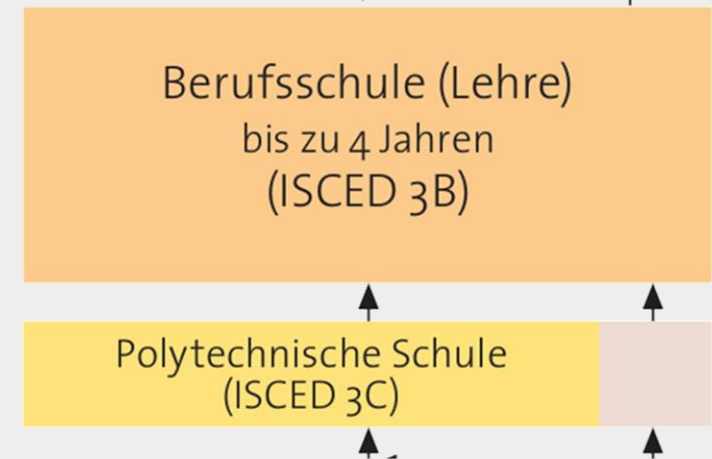 Berufsschule (Lehre)
bis zu 4 Jahren
(ISCED 3B)
Polytechnische Schule
(ISCED 3C)